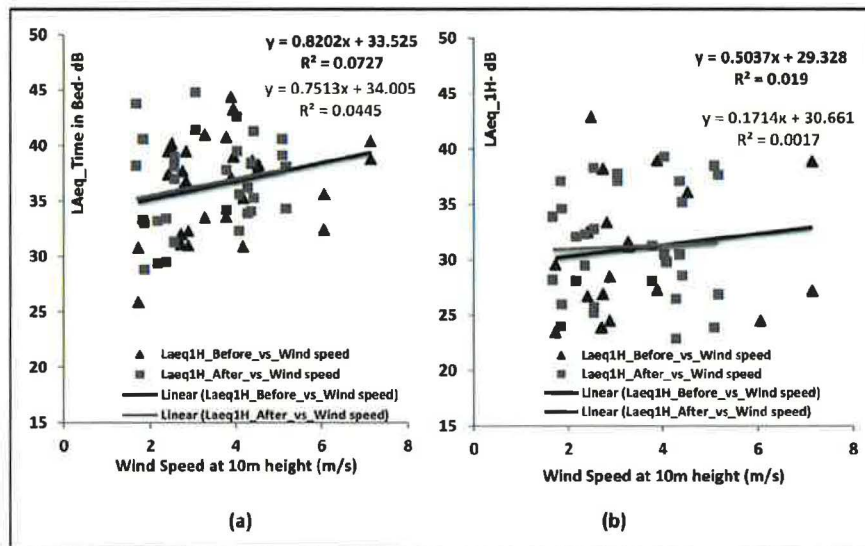 50
45
40
35
30
25
20
15
LAeq_Time in Bed- dB
y = 0.8202x + 33.525
R² = 0.0727
y = 0.7513x + 34.005
R² = 0.0445
Laeq1H_Before_vs_Wind speed
Laeq1H_After_vs_Wind speed
Linear (Laeq1H_Before_vs_Wind speed)
Linear (Laeq1H_After_vs_Wind speed)
0 2 4 6 8
Wind Speed at 10m height (m/s)
(a)
50
45
40
35
30
25
20
15
LAeq_1H- dB
y = 0.5037x + 29.328
R² = 0.019
y = 0.1714x + 30.661
R² = 0.0017
Laeq1H_Before_vs_Wind speed
Laeq1H_After_vs_Wind speed
Linear (Laeq1H_Before_vs_Wind speed)
Linear (Laeq1H_After_vs_Wind speed)
0 2 4 6 8
Wind Speed at 10m height (m/s)
(b)